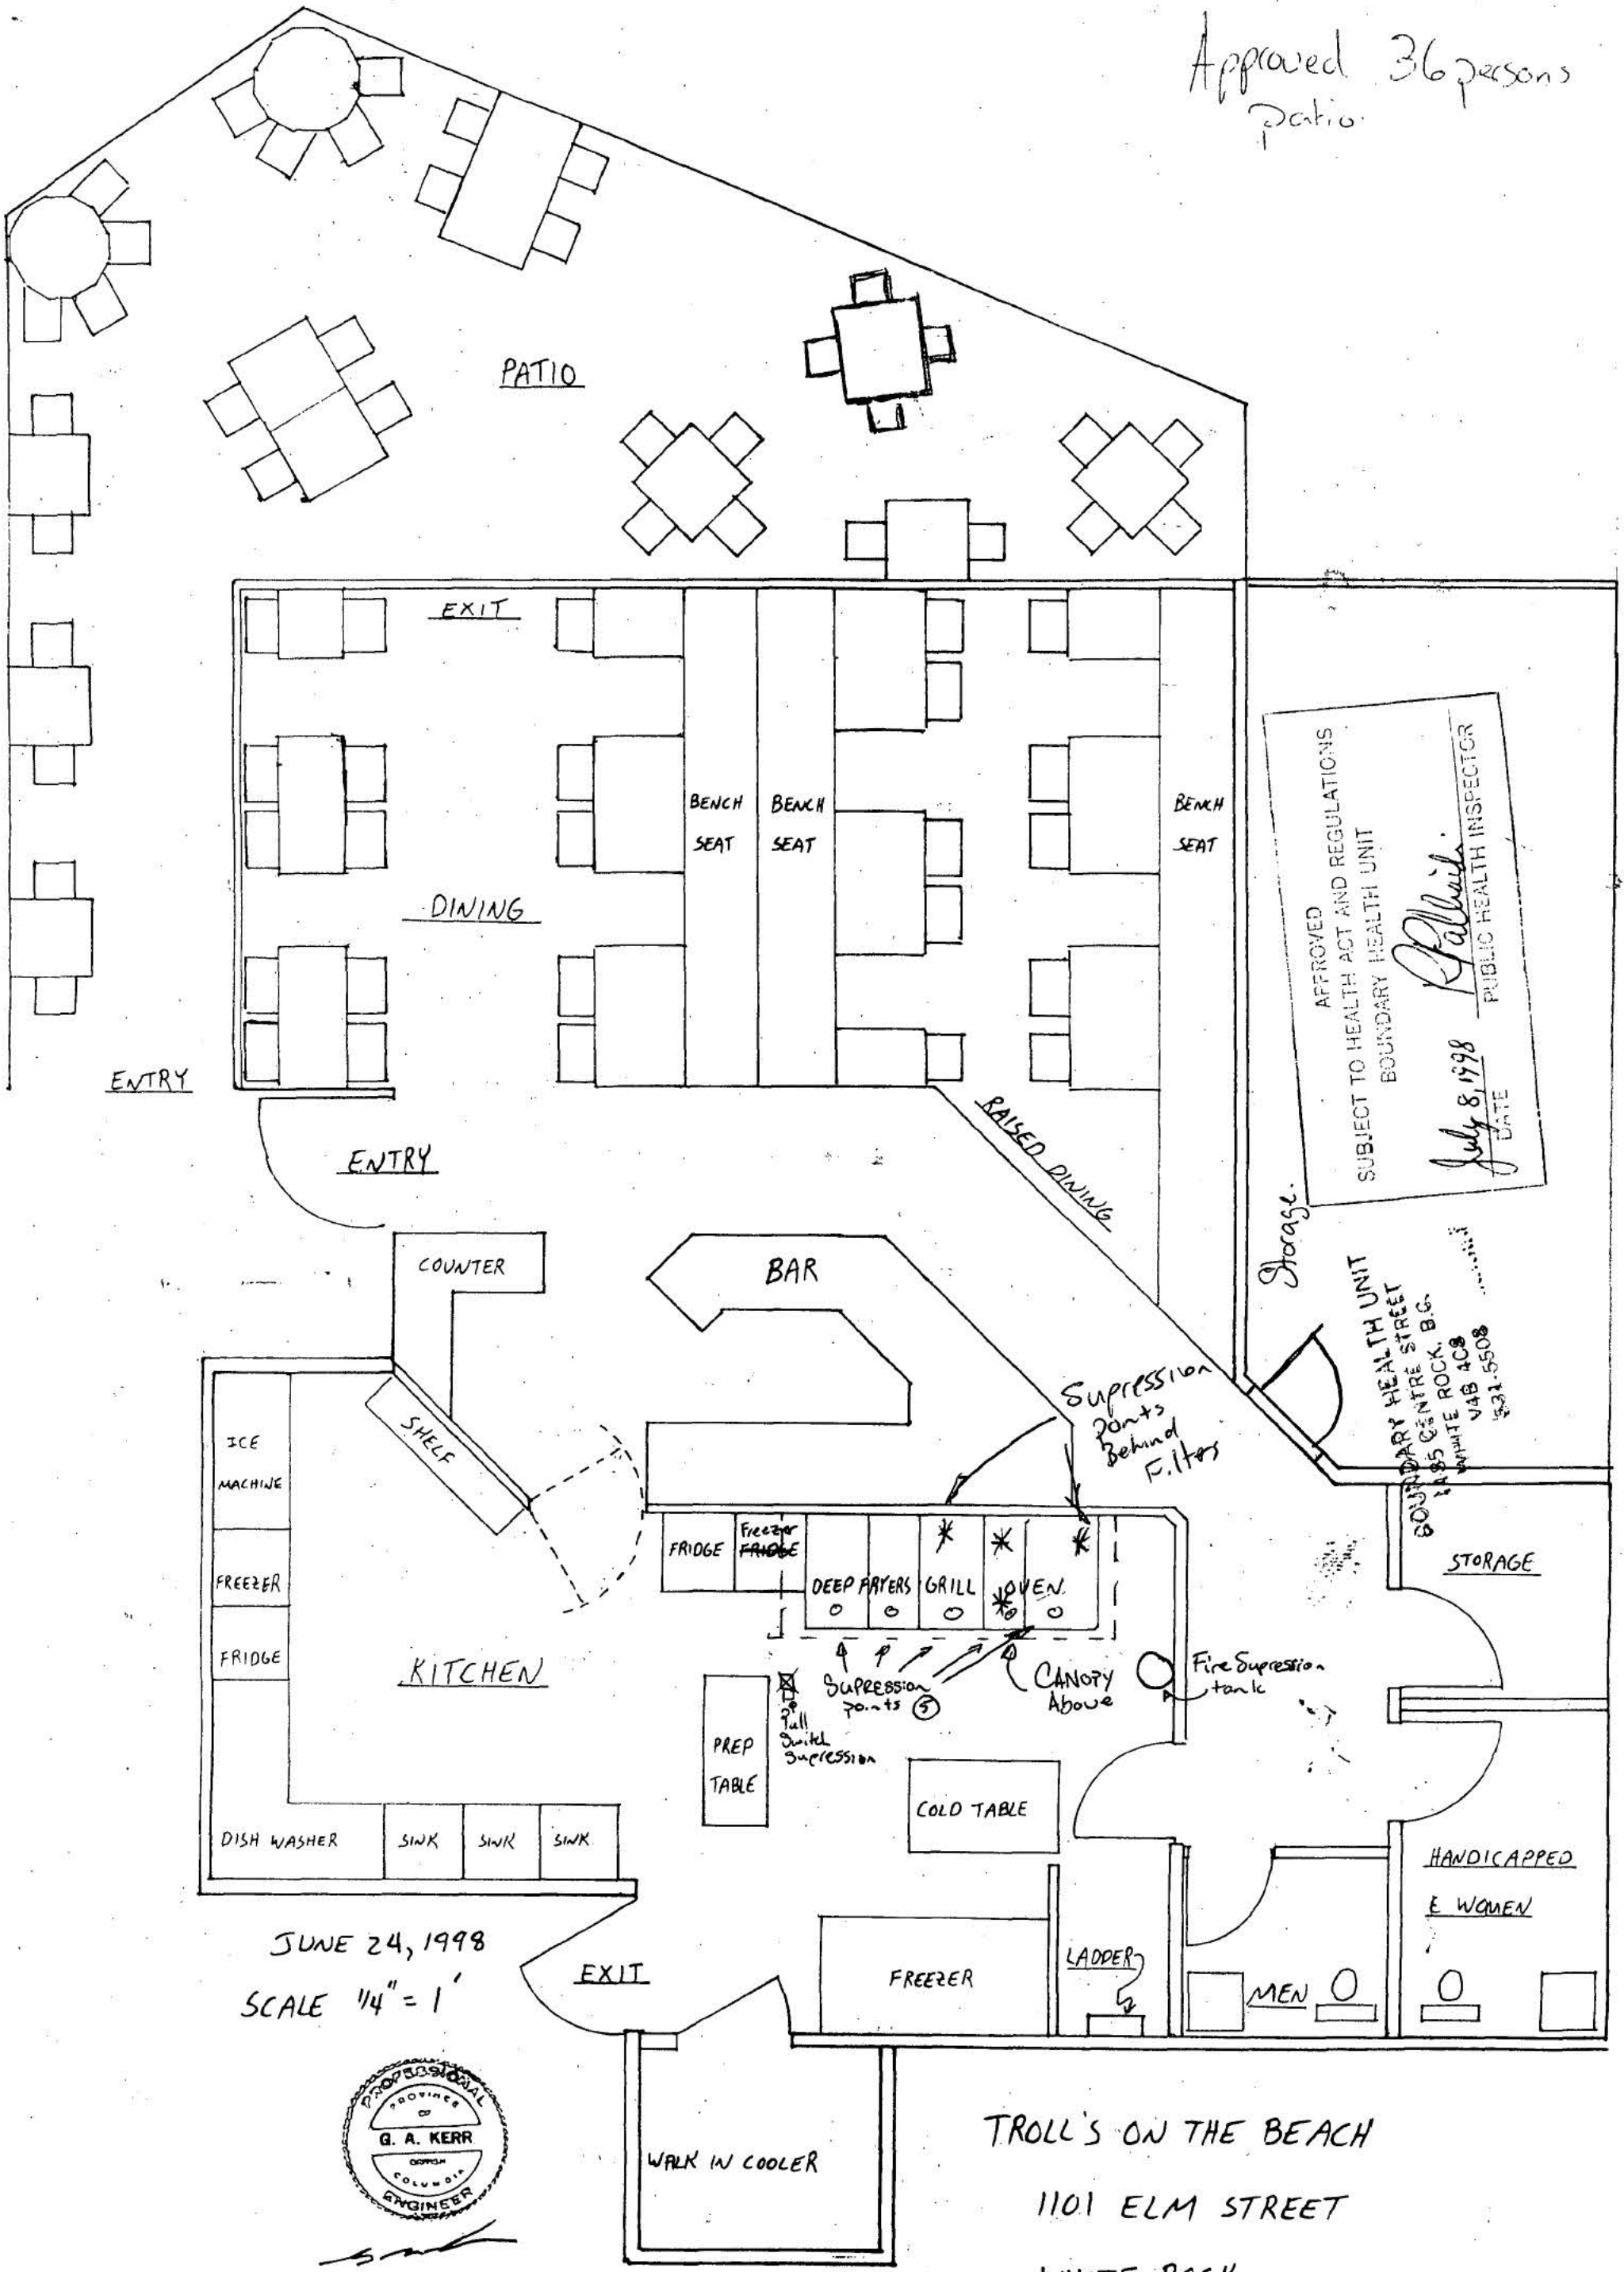 Approved 36 persons
patio.
PATIO
EXIT
BENCH
SEAT
BENCH
SEAT
BENCH
SEAT
DINING
ENTRY
ENTRY
RAISED DINING
APPROVED
SUBJECT TO HEALTH ACT AND REGULATIONS
BOUNDARY HEALTH UNIT
July 8, 1998
DATE
PUBLIC HEALTH INSPECTOR
Storage.
BOUNDARY HEALTH UNIT
1185 CENTRE STREET
WHITE ROCK, B.C.
V4B 4C8
531-5508
COUNTER
BAR
SHELF
ICE
MACHINE
FREEZER
FRIDGE
Supression
points
Behind
Filters
FRIDGE
Freezer
FRIDGE
DEEP FRYERS
GRILL
OVEN
STORAGE
KITCHEN
Supression
points 5
CANOPY
Above
Fire Supression
tank
Pull
Switch
Supression
PREP
TABLE
COLD TABLE
DISH WASHER
SINK
SINK
SINK
HANDICAPPED
& WOMEN
JUNE 24, 1998
SCALE 1/4" = 1'
EXIT
FREEZER
LADDER
MEN
PROFESSIONAL
PROVINCE
OF
G. A. KERR
BRITISH
COLUMBIA
ENGINEER
WALK IN COOLER
TROLL'S ON THE BEACH
1101 ELM STREET